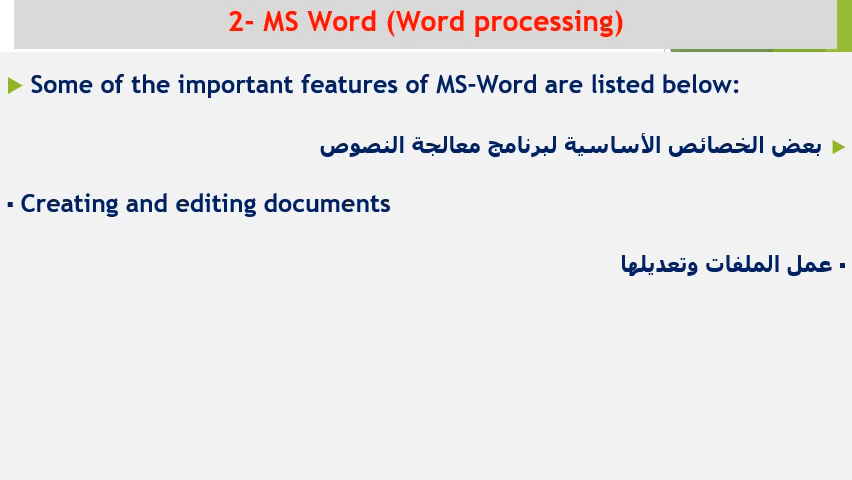 2- MS Word (Word processing)
Some of the important features of MS-Word are listed below:
بعض الخصائص الأساسية لبرنامج معالجة النصوص
▪ Creating and editing documents
▪ عمل الملفات وتعديلها